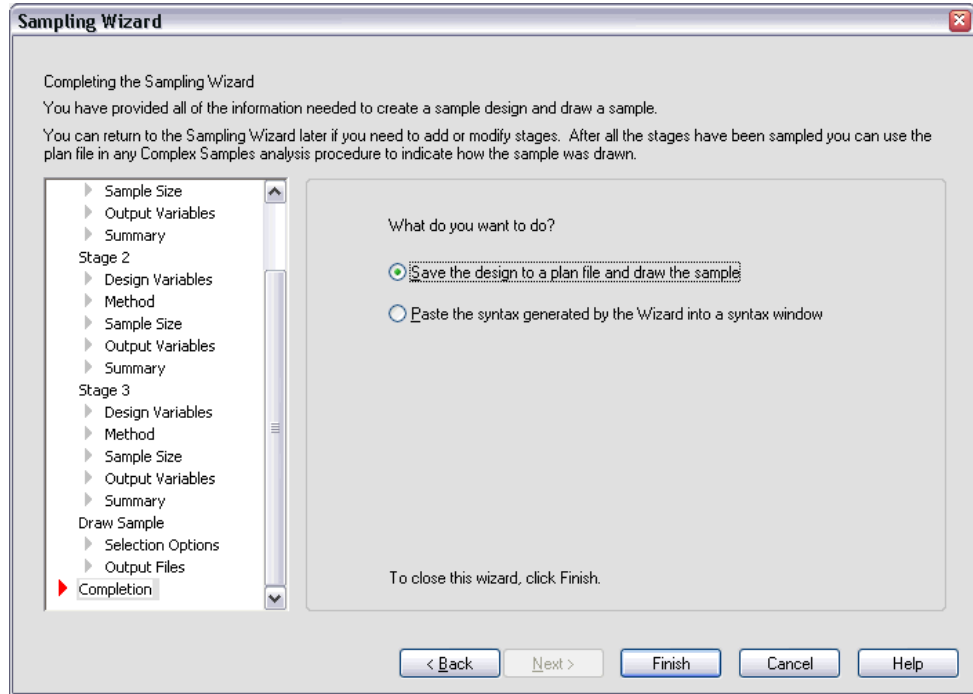 Sampling Wizard
Completing the Sampling Wizard
You have provided all of the information needed to create a sample design and draw a sample.
You can return to the Sampling Wizard later if you need to add or modify stages. After all the stages have been sampled you can use the
plan file in any Complex Samples analysis procedure to indicate how the sample was drawn.
Sample Size
Output Variables
Summary
Stage 2
Design Variables
Method
Sample Size
Output Variables
Summary
Stage 3
Design Variables
Method
Sample Size
Output Variables
Summary
Draw Sample
Selection Options
Output Files
Completion
What do you want to do?
Save the design to a plan file and draw the sample
Paste the syntax generated by the Wizard into a syntax window
To close this wizard, click Finish.
< Back
Next >
Finish
Cancel
Help